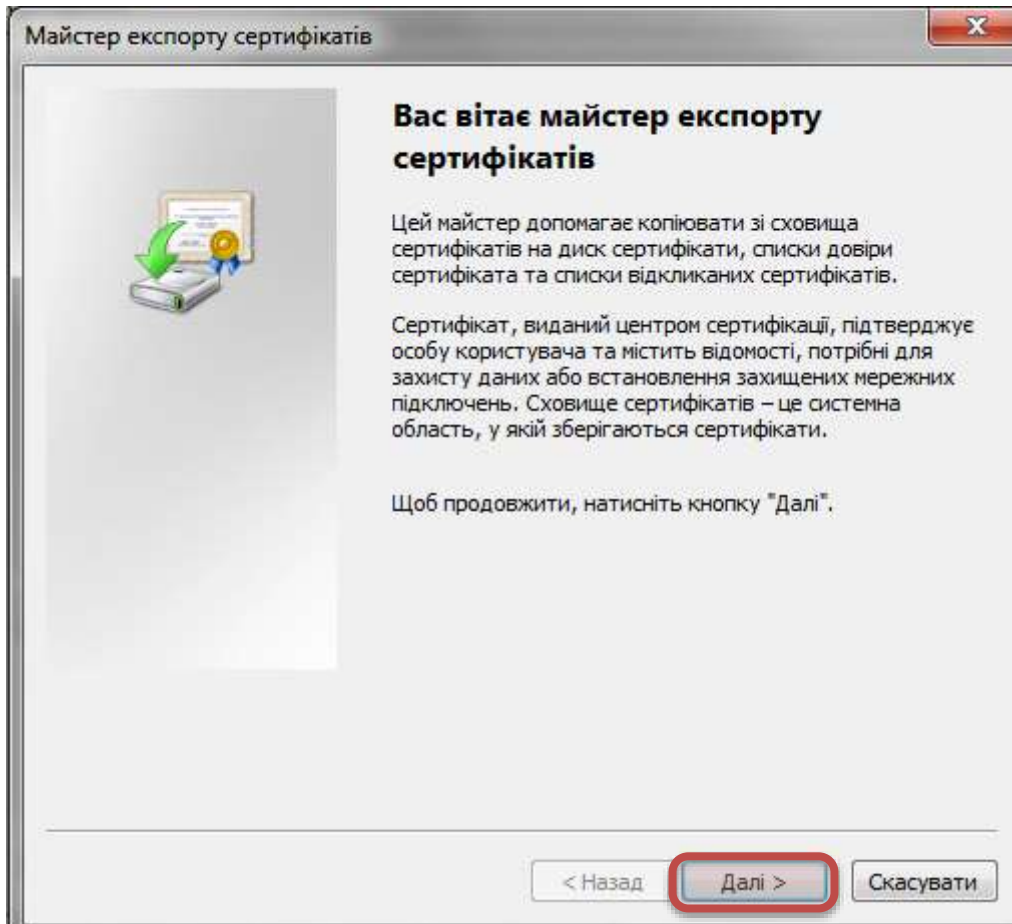 Майстер експорту сертифікатів
Вас вітає майстер експорту
сертифікатів
Цей майстер допомагає копіювати зі сховища
сертифікатів на диск сертифікати, списки довіри
сертифіката та списки відкликаних сертифікатів.
Сертифікат, виданий центром сертифікації, підтверджує
особу користувача та містить відомості, потрібні для
захисту даних або встановлення захищених мережних
підключень. Сховище сертифікатів – це системна
область, у якій зберігаються сертифікати.
Щоб продовжити, натисніть кнопку "Далі".
< Назад Далі > Скасувати